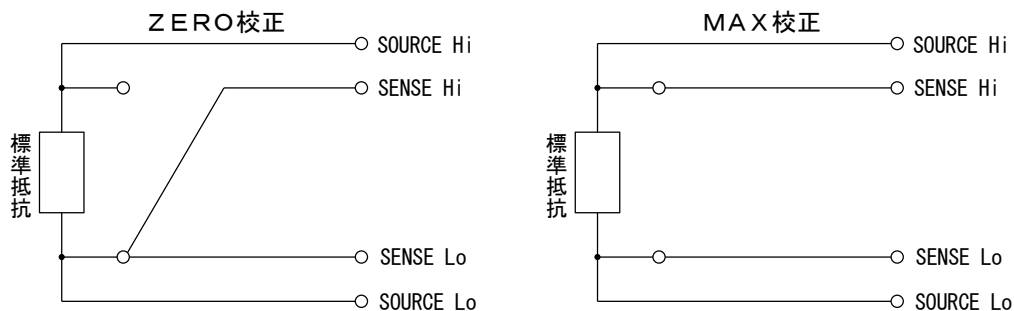 ＺＥＲＯ校正
SOURCE Hi
SENSE Hi
標準抵抗
SENSE Lo
SOURCE Lo
ＭＡＸ校正
SOURCE Hi
SENSE Hi
標準抵抗
SENSE Lo
SOURCE Lo